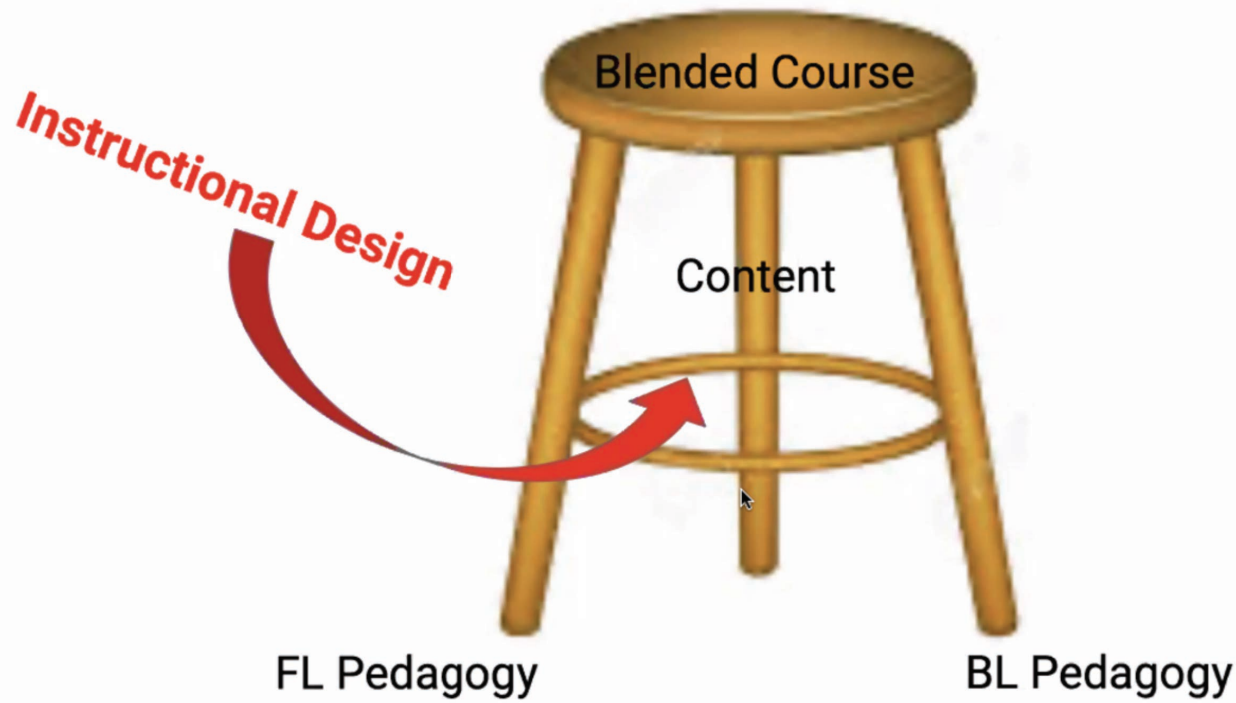 Blended Course
Instructional Design
Content
FL Pedagogy
BL Pedagogy